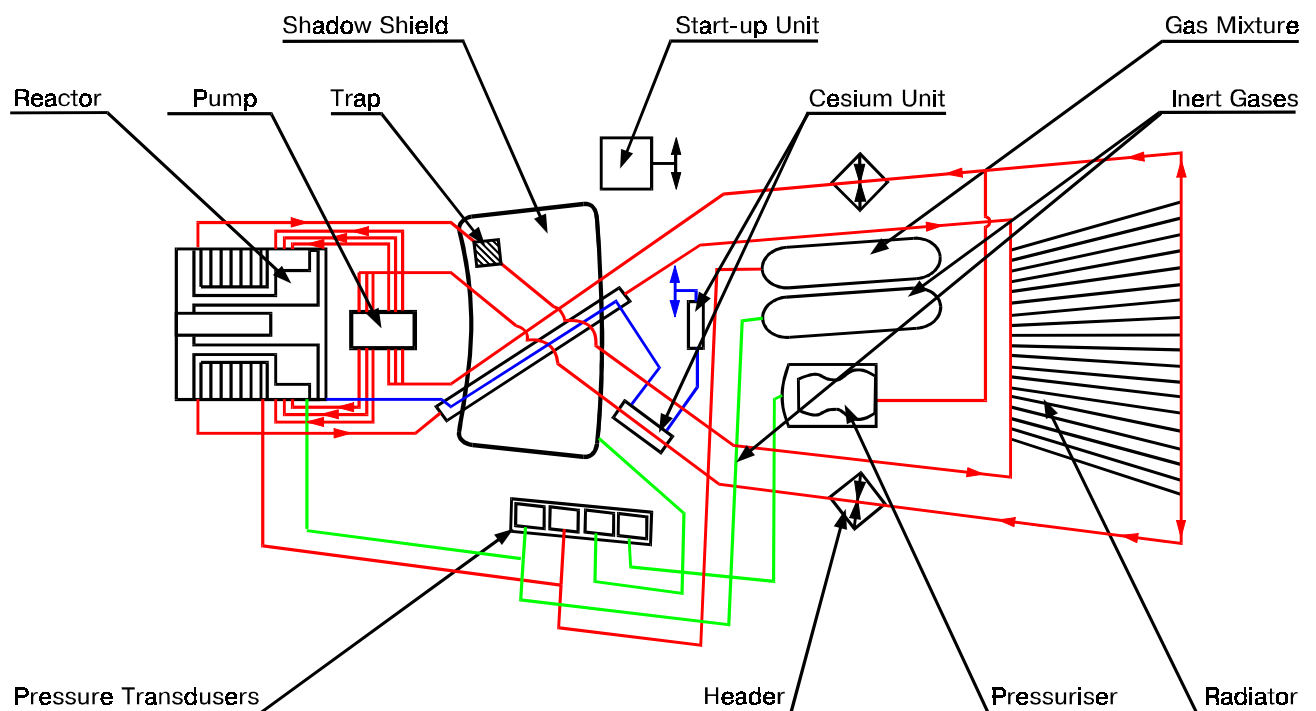 Shadow Shield
Start-up Unit
Gas Mixture
Reactor
Pump
Trap
Cesium Unit
Inert Gases
Pressure Transdusers
Header
Pressuriser
Radiator